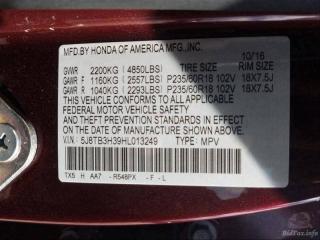 MFD BY HONDA OF AMERICA MFG., INC. 10/16
GVWR 2200KG (4850LBS) TIRE SIZE RIM SIZE
GAWR F 1160KG (2557LBS) P235/60R18 102V 18X7.5J
GAWR R 1040KG (2293LBS) P235/60R18 102V 18X7.5J
THIS VEHICLE CONFORMS TO ALL APPLICABLE
FEDERAL MOTOR VEHICLE SAFETY
STANDARDS IN EFFECT ON THE
DATE OF MANUFACTURE SHOWN ABOVE.
V.I.N: 5J8TB3H39HL013249 TYPE: MPV
TX5 H AA7 - R548PX - F - L
BidFax.info